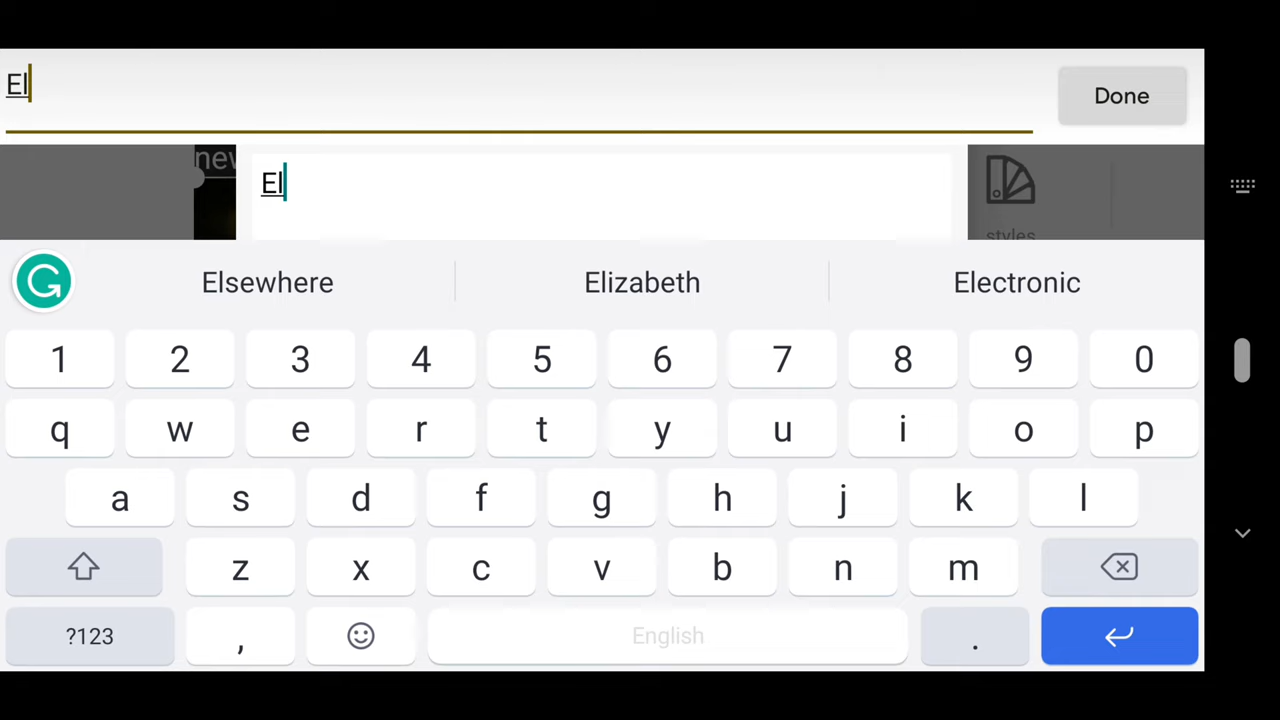 El
Done
new
El
styles
Elsewhere Elizabeth Electronic
1 2 3 4 5 6 7 8 9 0
q w e r t y u i o p
a s d f g h j k l
z x c v b n m
?123 , English .